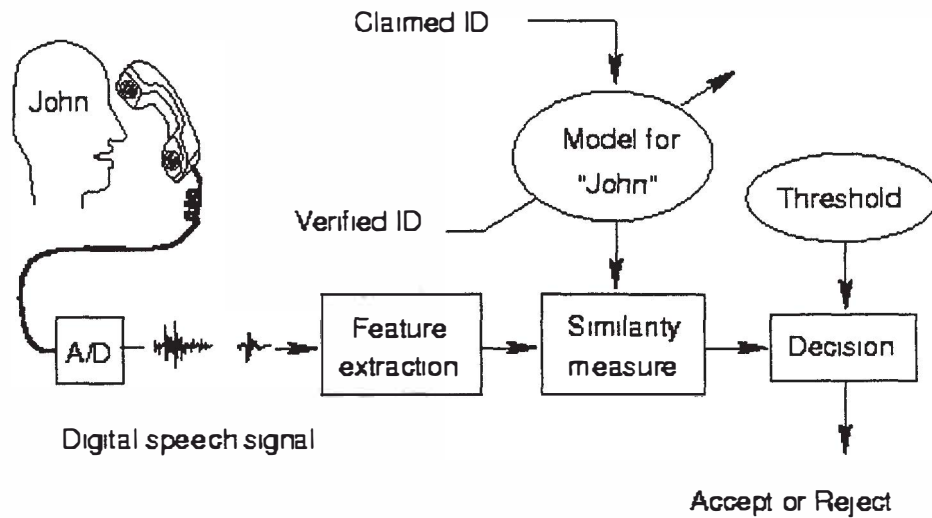 Claimed ID
John
Model for
"John"
Threshold
Verified ID
A/D
Feature
extraction
Similarity
measure
Decision
Digital speech signal
Accept or Reject